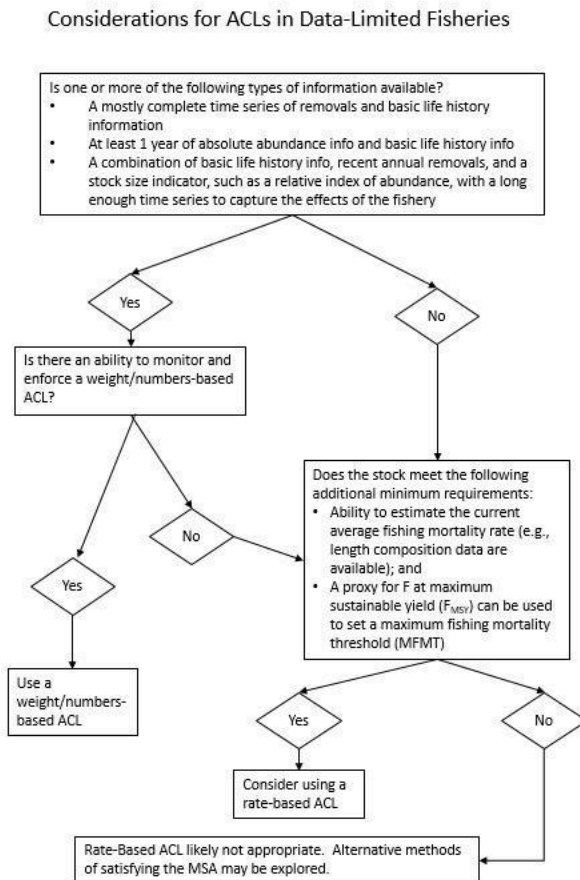 Considerations for ACLs in Data-Limited Fisheries
Is one or more of the following types of information available?
• A mostly complete time series of removals and basic life history
information
• At least 1 year of absolute abundance info and basic life history info
• A combination of basic life history info, recent annual removals, and a
stock size indicator, such as a relative index of abundance, with a long
enough time series to capture the effects of the fishery
Yes
No
Is there an ability to monitor and
enforce a weight/numbers-based
ACL?
Does the stock meet the following
additional minimum requirements:
• Ability to estimate the current
average fishing mortality rate (e.g.,
length composition data are
available); and
• A proxy for F at maximum
sustainable yield (FMSY) can be used
to set a maximum fishing mortality
threshold (MFMT)
No
Yes
Use a
weight/numbers-
based ACL
Yes
No
Consider using a
rate-based ACL
Rate-Based ACL likely not appropriate. Alternative methods
of satisfying the MSA may be explored.